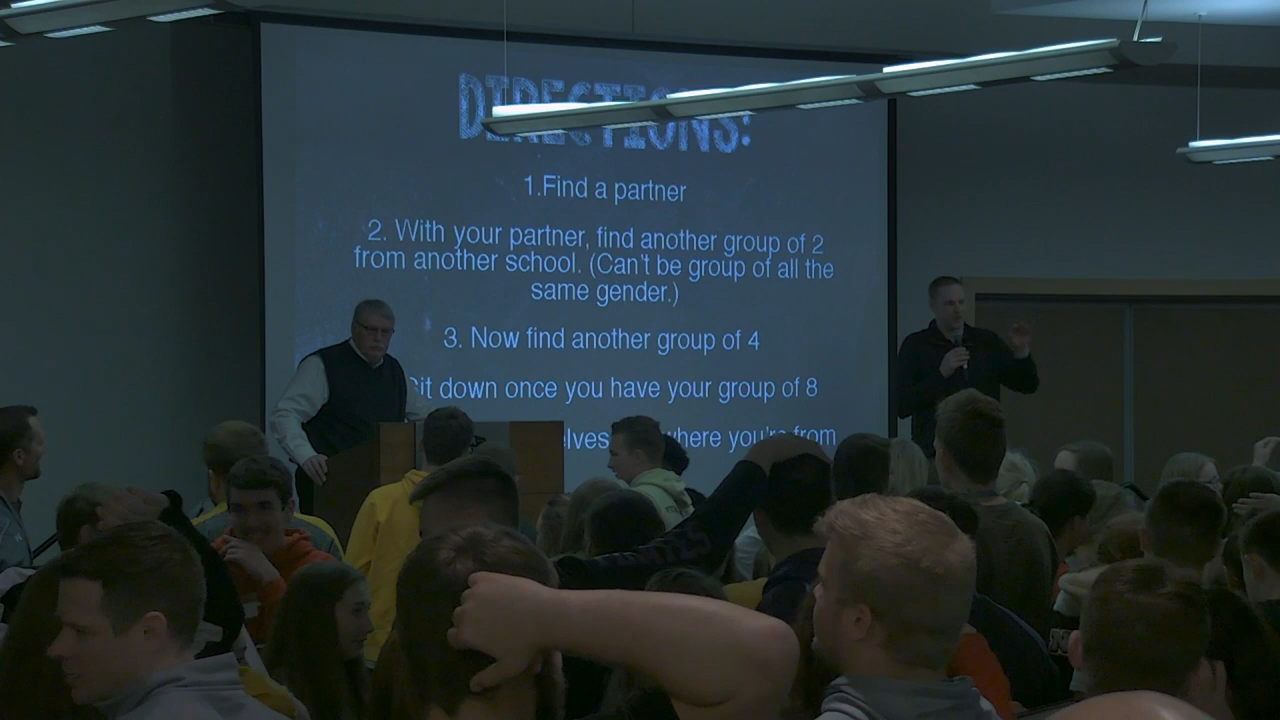 DIRECTIONS:
1.Find a partner
2. With your partner, find another group of 2
from another school. (Can't be group of all the
same gender.)
3. Now find another group of 4
down once you have your group of 8
where you're from